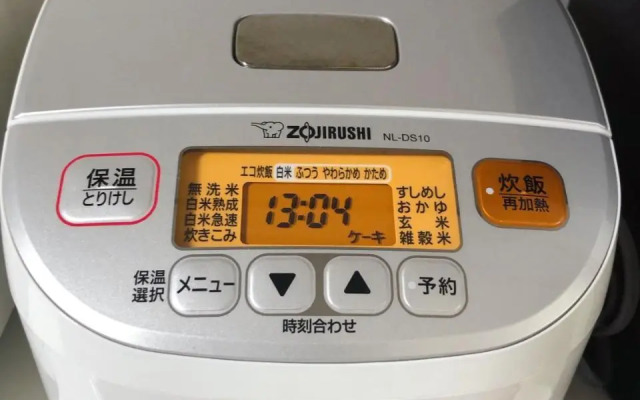 ZOJIRUSHI NL-DS10
保温
とりけし
エコ炊飯 白米 ふつう やわらかめ かため
無洗米
白米熟成
白米急速
炊きこみ
13:04
ケーキ
すしめし
おかゆ
玄米
雑穀米
炊飯
再加熱
保温
選択
メニュー
▼
▲
予約
時刻合わせ